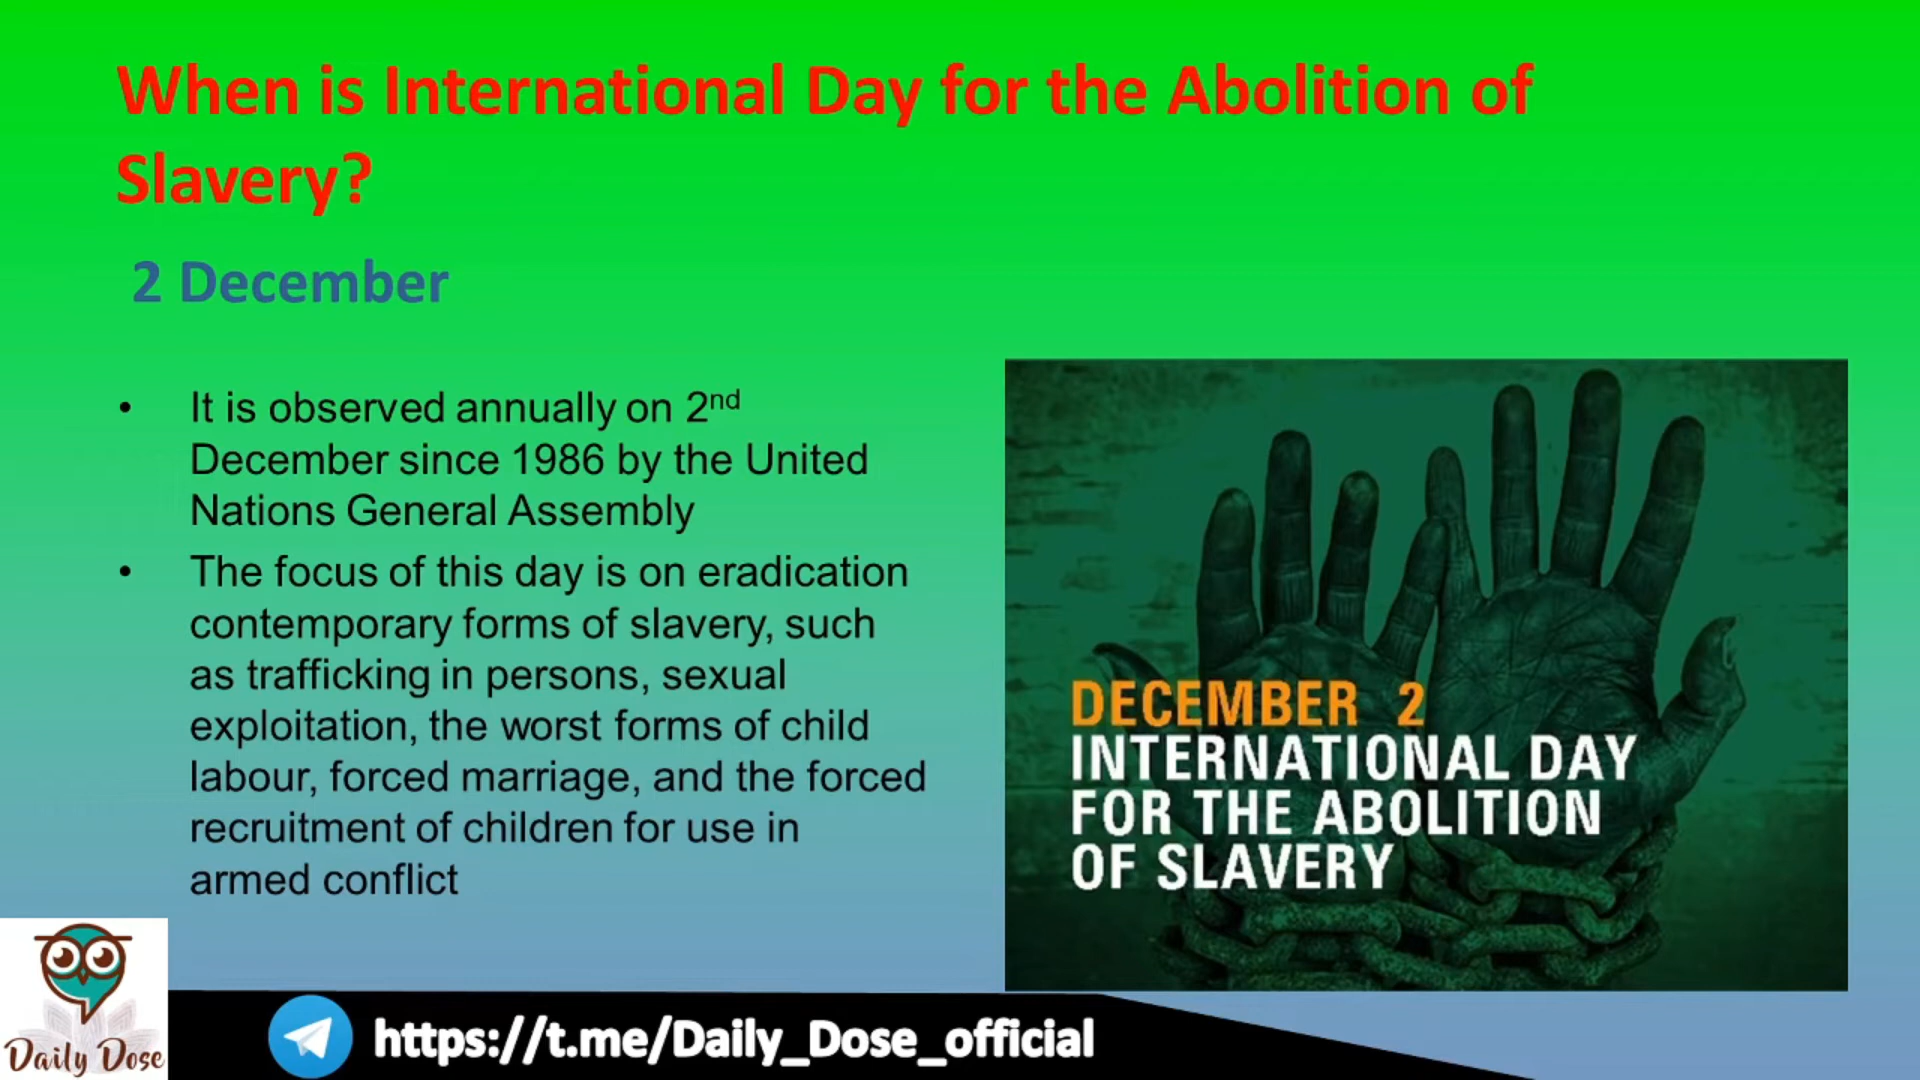 When is International Day for the Abolition of
Slavery?
2 December
• It is observed annually on 2nd
December since 1986 by the United
Nations General Assembly
• The focus of this day is on eradication
contemporary forms of slavery, such
as trafficking in persons, sexual
exploitation, the worst forms of child
labour, forced marriage, and the forced
recruitment of children for use in
armed conflict
DECEMBER 2
INTERNATIONAL DAY
FOR THE ABOLITION
OF SLAVERY
Daily Dose
https://t.me/Daily_Dose_official